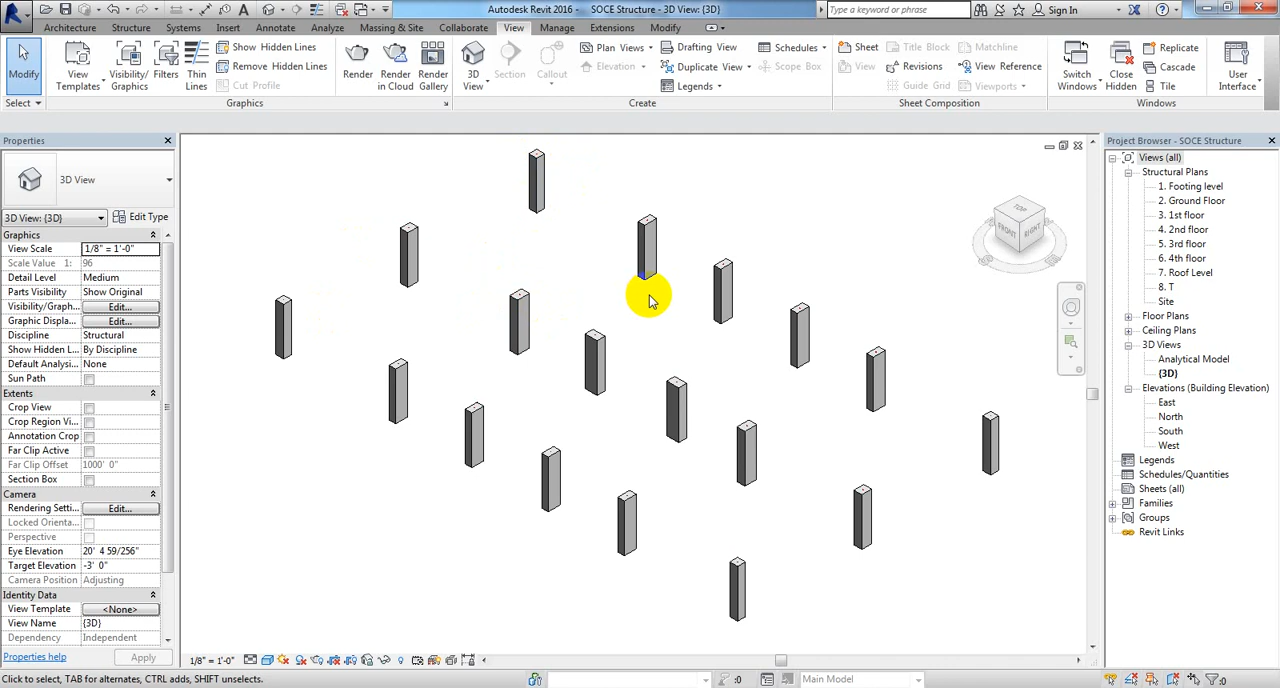 Autodesk Revit 2016 - SOCE Structure - 3D View: {3D}
Type a keyword or phrase
Sign In
Architecture Structure Systems Insert Annotate Analyze Massing & Site Collaborate View Manage Extensions Modify
Modify
View Templates
Visibility/ Graphics
Filters
Thin Lines
Show Hidden Lines
Remove Hidden Lines
Cut Profile
Render
Render in Cloud
Render Gallery
3D View
Section
Callout
Plan Views
Elevation
Drafting View
Duplicate View
Legends
Schedules
Scope Box
Sheet
View
Title Block
Revisions
Guide Grid
Matchline
View Reference
Viewports
Switch Windows
Close Hidden
Replicate
Cascade
Tile
User Interface
Select
Graphics
Create
Sheet Composition
Windows
Properties
3D View
3D View: {3D}
Edit Type
Graphics
View Scale 1/8" = 1'-0"
Scale Value 1: 96
Detail Level Medium
Parts Visibility Show Original
Visibility/Graph... Edit...
Graphic Displa... Edit...
Discipline Structural
Show Hidden L... By Discipline
Default Analysi... None
Sun Path
Extents
Crop View
Crop Region Vi...
Annotation Crop
Far Clip Active
Far Clip Offset 1000' 0"
Section Box
Camera
Rendering Setti... Edit...
Locked Orienta...
Perspective
Eye Elevation 20' 4 59/256"
Target Elevation -3' 0"
Camera Position Adjusting
Identity Data
View Template <None>
View Name {3D}
Dependency Independent
Properties help
Apply
TOP
FRONT
RIGHT
Project Browser - SOCE Structure
Views (all)
Structural Plans
1. Footing level
2. Ground Floor
3. 1st floor
4. 2nd floor
5. 3rd floor
6. 4th floor
7. Roof Level
8. T
Site
Floor Plans
Ceiling Plans
3D Views
Analytical Model
{3D}
Elevations (Building Elevation)
East
North
South
West
Legends
Schedules/Quantities
Sheets (all)
Families
Groups
Revit Links
1/8" = 1'-0"
Click to select, TAB for alternates, CTRL adds, SHIFT unselects.
:0
Main Model
:0